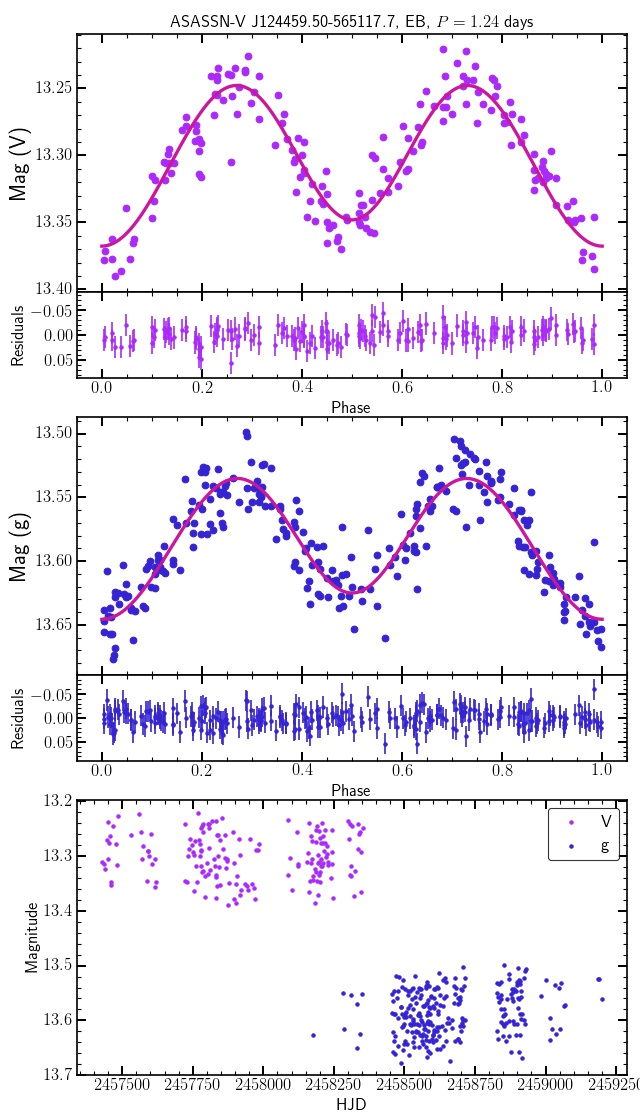 ASASSN-V J124459.50-565117.7, EB, P = 1.24 days
13.25
13.30
13.35
13.40
Mag (V)
−0.05
0.00
0.05
Residuals
0.0 0.2 0.4 0.6 0.8 1.0
Phase
13.50
13.55
13.60
13.65
Mag (g)
−0.05
0.00
0.05
Residuals
0.0 0.2 0.4 0.6 0.8 1.0
Phase
13.2
13.3
13.4
13.5
13.6
13.7
Magnitude
V
g
2457500 2457750 2458000 2458250 2458500 2458750 2459000 245925
HJD